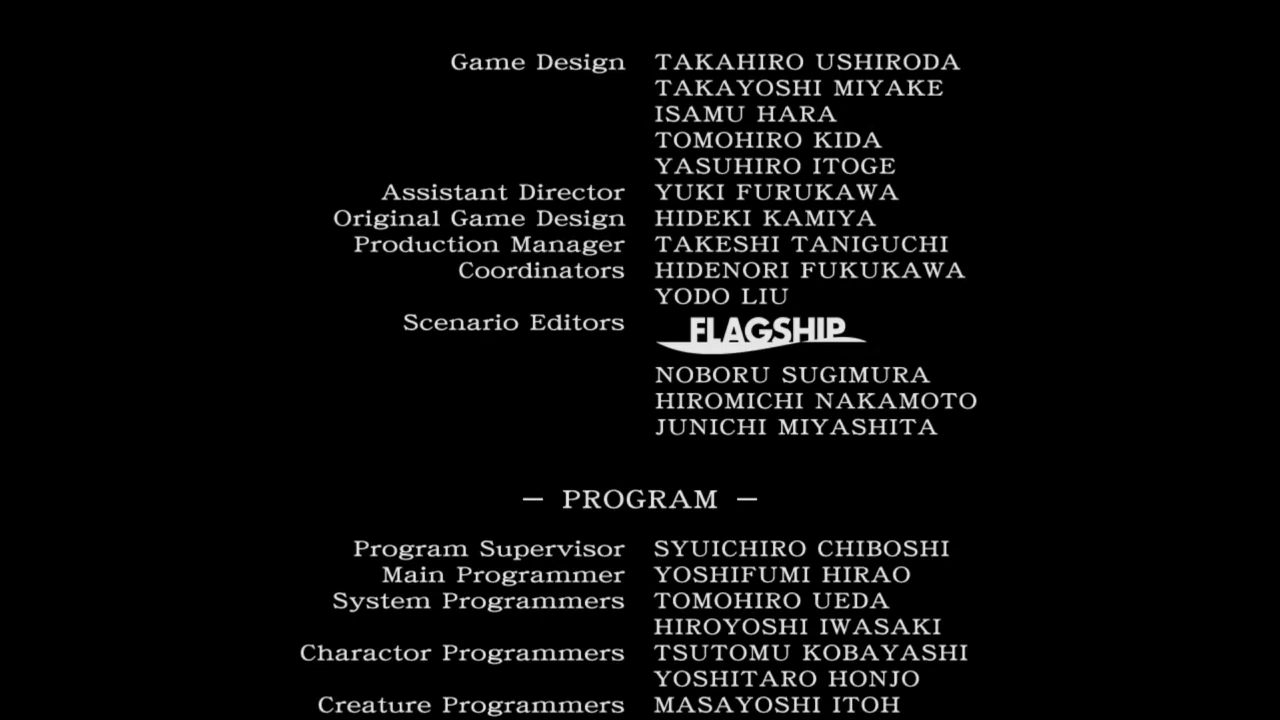 Game Design TAKAHIRO USHIRODA
TAKAYOSHI MIYAKE
ISAMU HARA
TOMOHIRO KIDA
YASUHIRO ITOGE
Assistant Director YUKI FURUKAWA
Original Game Design HIDEKI KAMIYA
Production Manager TAKESHI TANIGUCHI
Coordinators HIDENORI FUKUKAWA
YODO LIU
Scenario Editors FLAGSHIP
NOBORU SUGIMURA
HIROMICHI NAKAMOTO
JUNICHI MIYASHITA
— PROGRAM —
Program Supervisor SYUICHIRO CHIBOSHI
Main Programmer YOSHIFUMI HIRAO
System Programmers TOMOHIRO UEDA
HIROYOSHI IWASAKI
Charactor Programmers TSUTOMU KOBAYASHI
YOSHITARO HONJO
Creature Programmers MASAYOSHI ITOH